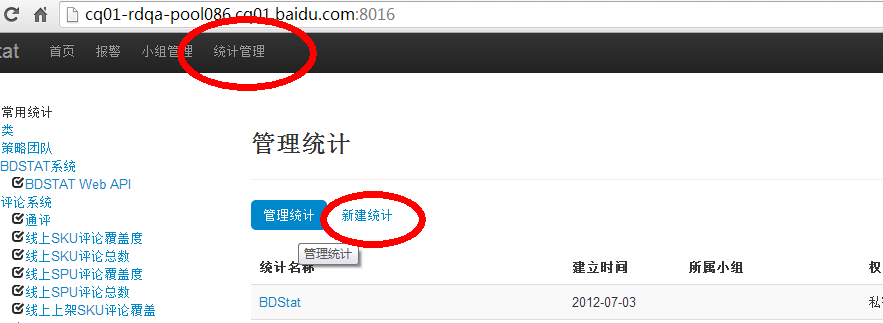 cq01-rdqa-pool086.cq01.baidu.com:8016
tat 首页 报警 小组管理 统计管理
常用统计
类
策略团队
BDSTAT系统
BDSTAT Web API
评论系统
通评
线上SKU评论覆盖度
线上SKU评论总数
线上SPU评论覆盖度
线上SPU评论总数
线上上架SKU评论覆盖
管理统计
管理统计 新建统计
管理统计
统计名称 建立时间 所属小组 权
BDStat 2012-07-03 私